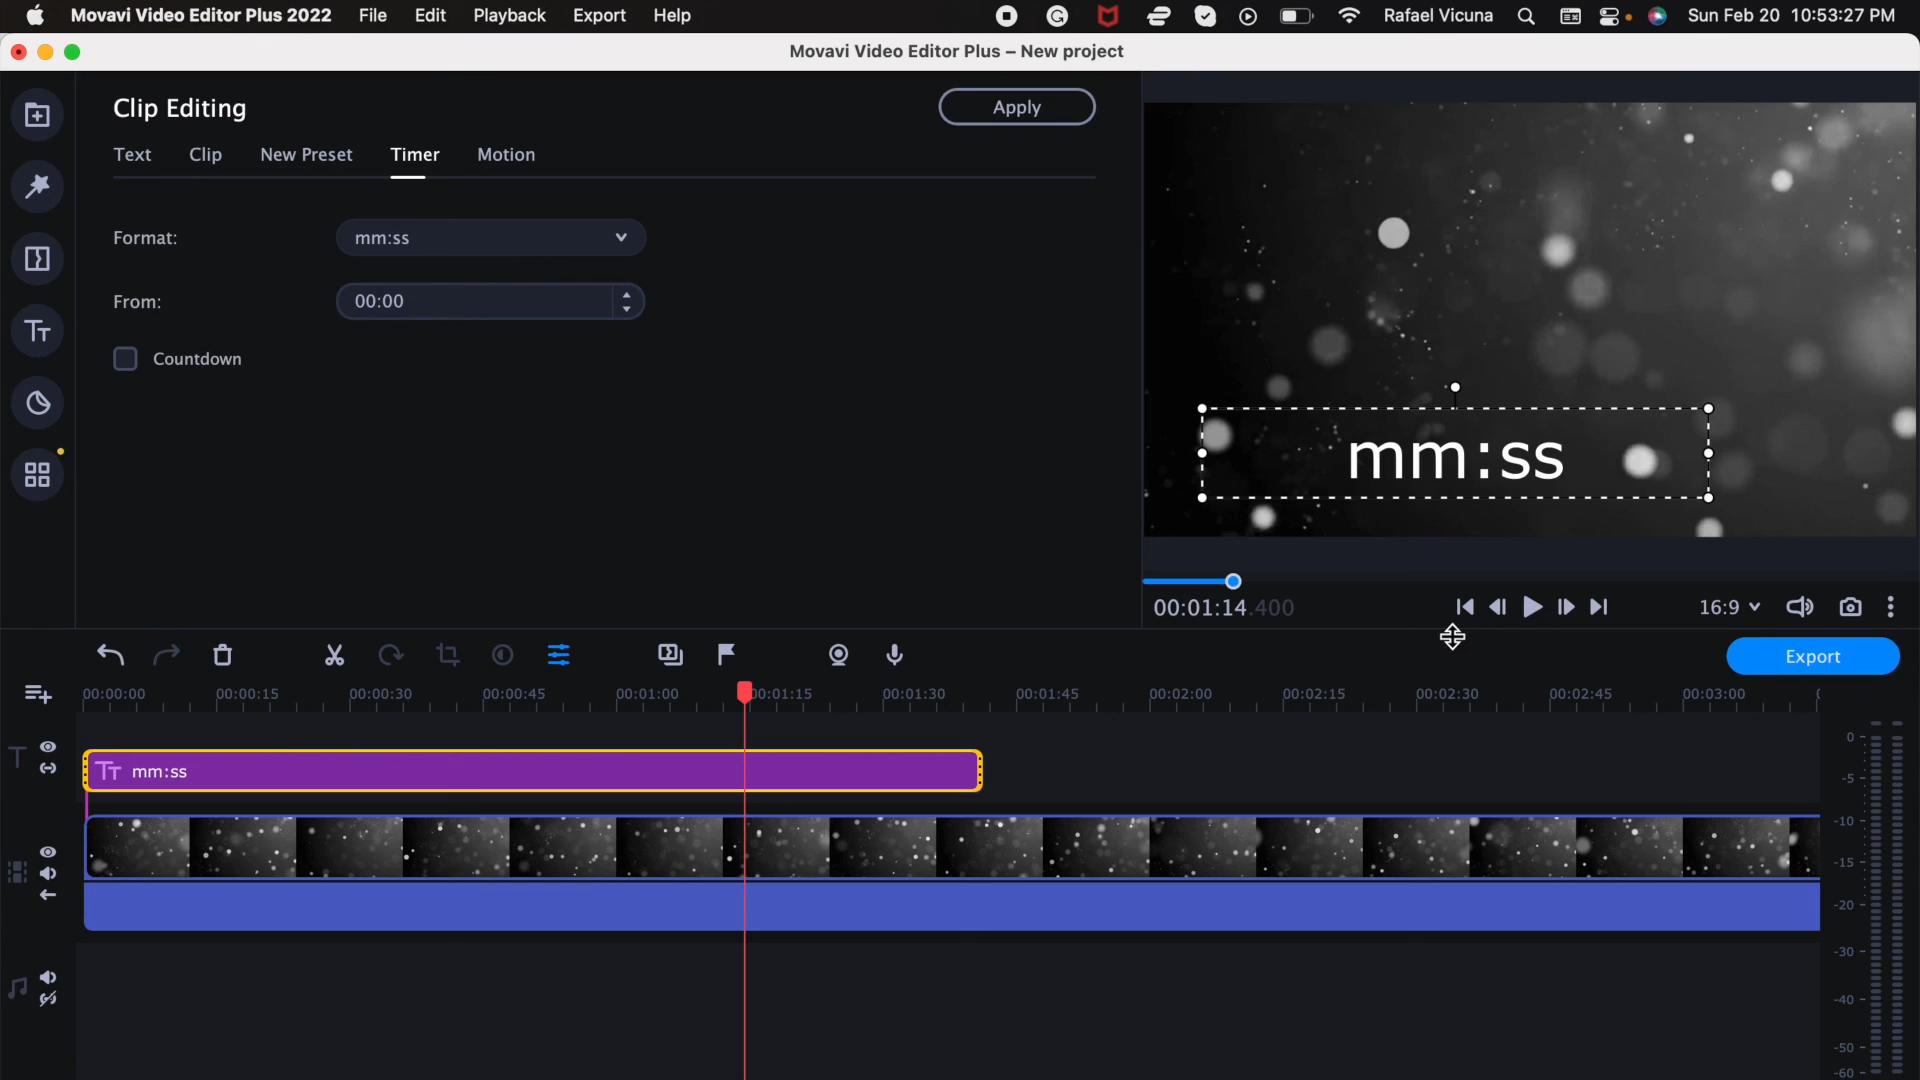 Movavi Video Editor Plus 2022 File Edit Playback Export Help Rafael Vicuna Sun Feb 20 10:53:27 PM
Movavi Video Editor Plus – New project
Clip Editing Apply
Text Clip New Preset Timer Motion
Format: mm:ss
From: 00:00
Countdown
mm:ss
00:01:14.400 16:9
Export
00:00:00 00:00:15 00:00:30 00:00:45 00:01:00 00:01:15 00:01:30 00:01:45 00:02:00 00:02:15 00:02:30 00:02:45 00:03:00
Tт mm:ss
0
-5
-10
-15
-20
-30
-40
-50
-60